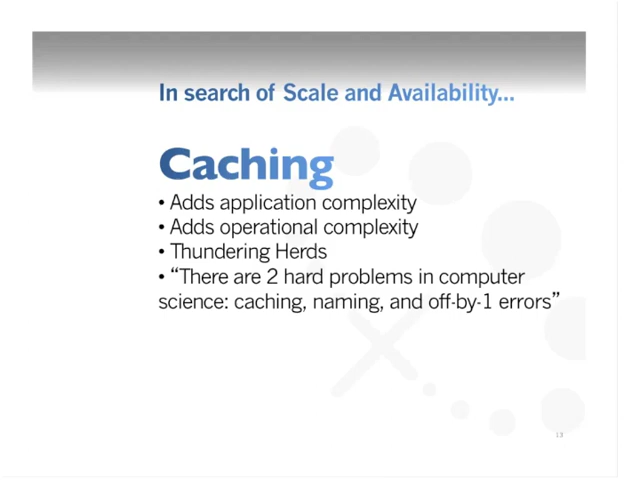 In search of Scale and Availability...
Caching
• Adds application complexity
• Adds operational complexity
• Thundering Herds
• “There are 2 hard problems in computer
science: caching, naming, and off-by-1 errors”
13